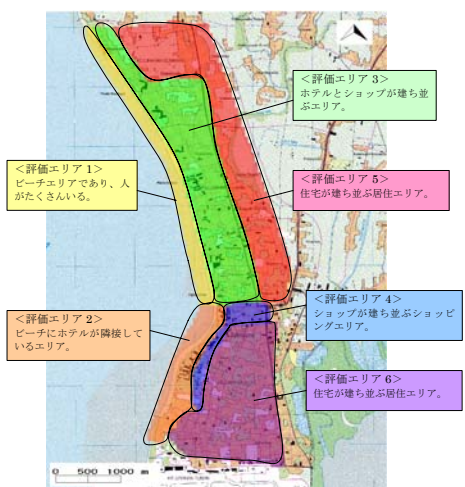 <評価エリア 3>
ホテルとショップが建ち並
ぶエリア。
<評価エリア 1>
ビーチエリアであり、人
がたくさんいる。
<評価エリア 5>
住宅が建ち並ぶ居住エリア。
<評価エリア 2>
ビーチにホテルが隣接して
いるエリア。
<評価エリア 4>
ショップが建ち並ぶショッピ
ングエリア。
<評価エリア 6>
住宅が建ち並ぶ居住エリア。
0 500 1000 m